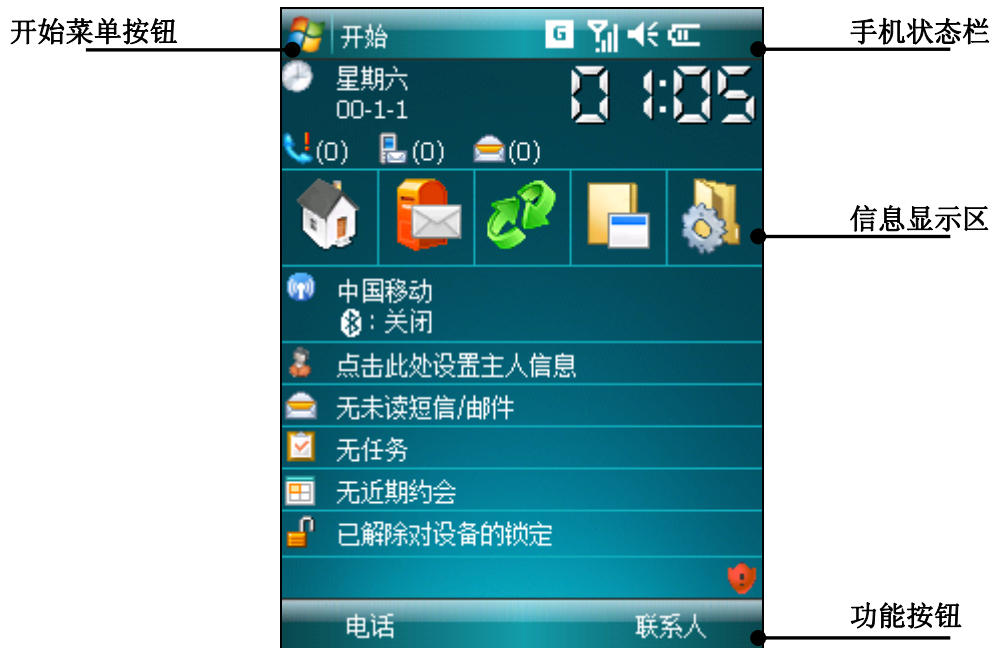 开始菜单按钮
开始
G
手机状态栏
星期六
01:05
00-1-1
(0)
(0)
(0)
信息显示区
中国移动
:关闭
点击此处设置主人信息
无未读短信/邮件
无任务
无近期约会
已解除对设备的锁定
电话
联系人
功能按钮